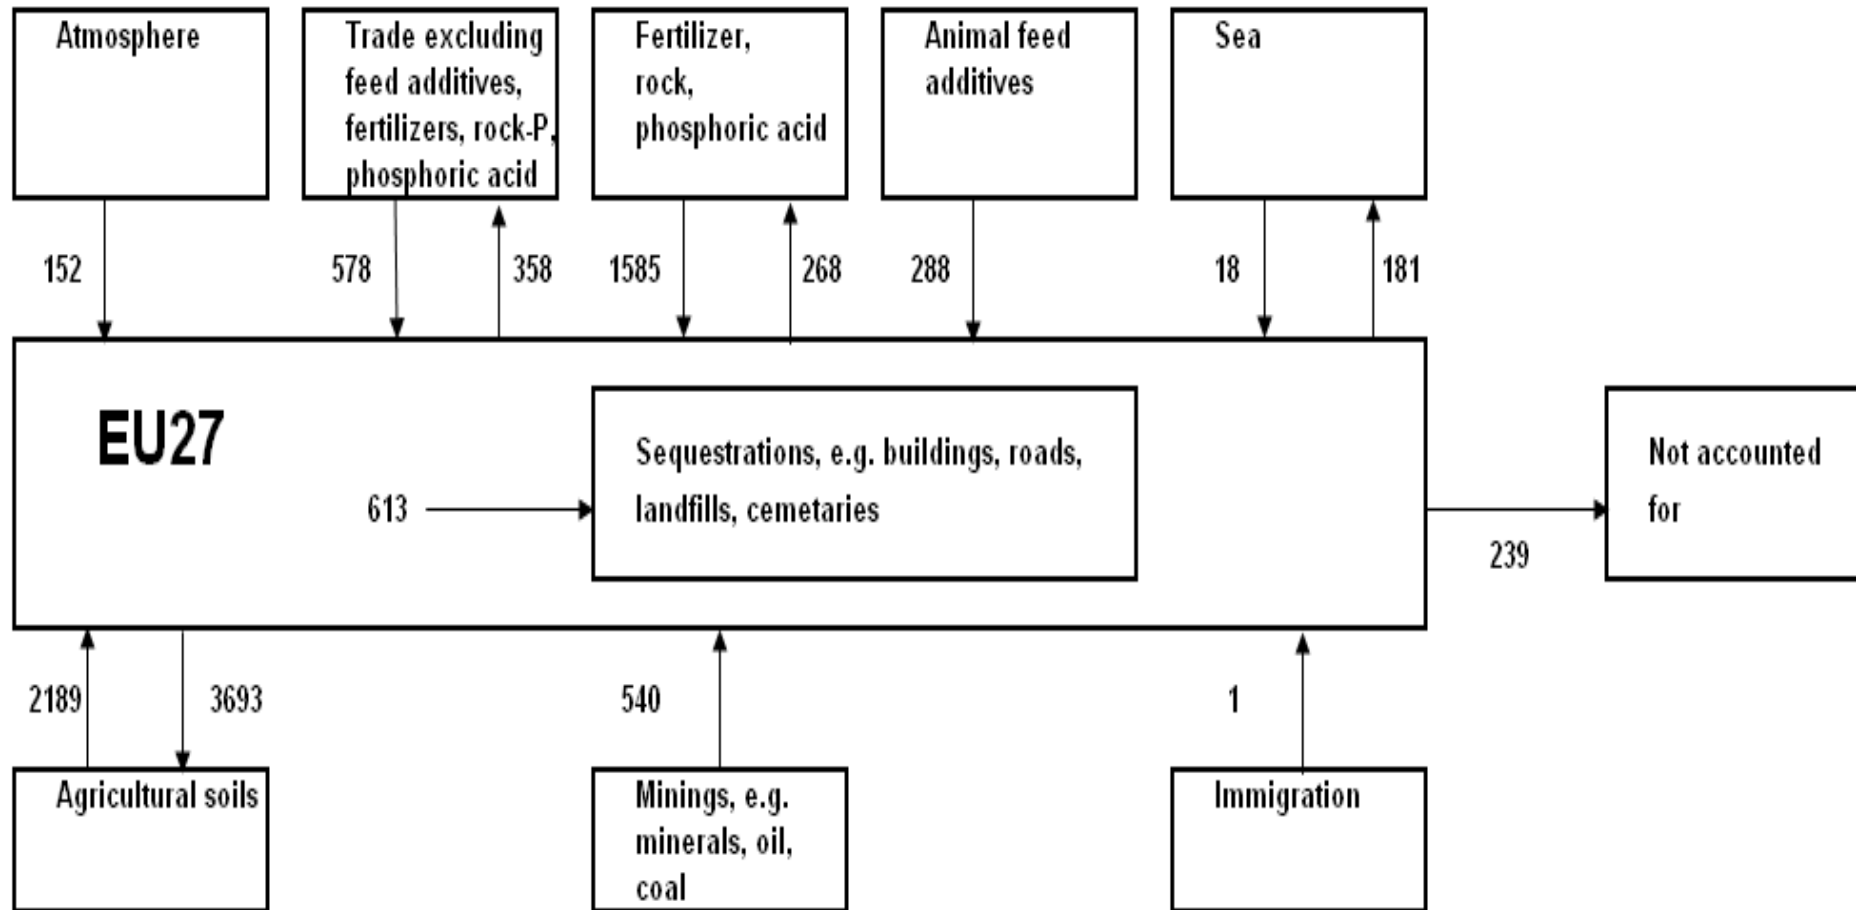 Atmosphere
Trade excluding
feed additives,
fertilizers, rock-P,
phosphoric acid
Fertilizer,
rock,
phosphoric acid
Animal feed
additives
Sea
152
578
358
1585
268
288
18
181
EU27
613
Sequestrations, e.g. buildings, roads,
landfills, cemetaries
Not accounted
for
239
2189
3693
540
1
Agricultural soils
Minings, e.g.
minerals, oil,
coal
Immigration